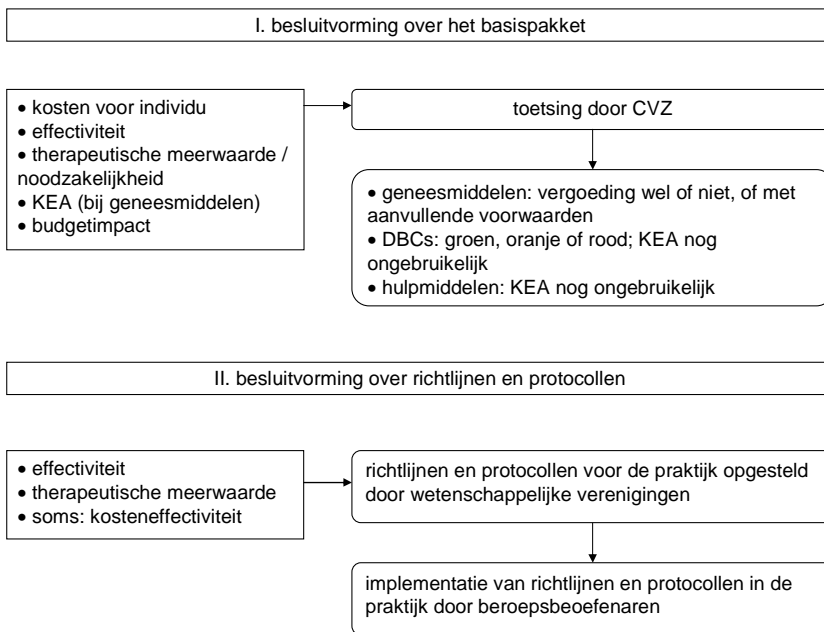 I. besluitvorming over het basispakket
• kosten voor individu
• effectiviteit
• therapeutische meerwaarde /
noodzakelijkheid
• KEA (bij geneesmiddelen)
• budgetimpact
toetsing door CVZ
• geneesmiddelen: vergoeding wel of niet, of met
aanvullende voorwaarden
• DBCs: groen, oranje of rood; KEA nog
ongebruikelijk
• hulpmiddelen: KEA nog ongebruikelijk
II. besluitvorming over richtlijnen en protocollen
• effectiviteit
• therapeutische meerwaarde
• soms: kosteneffectiviteit
richtlijnen en protocollen voor de praktijk opgesteld
door wetenschappelijke verenigingen
implementatie van richtlijnen en protocollen in de
praktijk door beroepsbeoefenaren